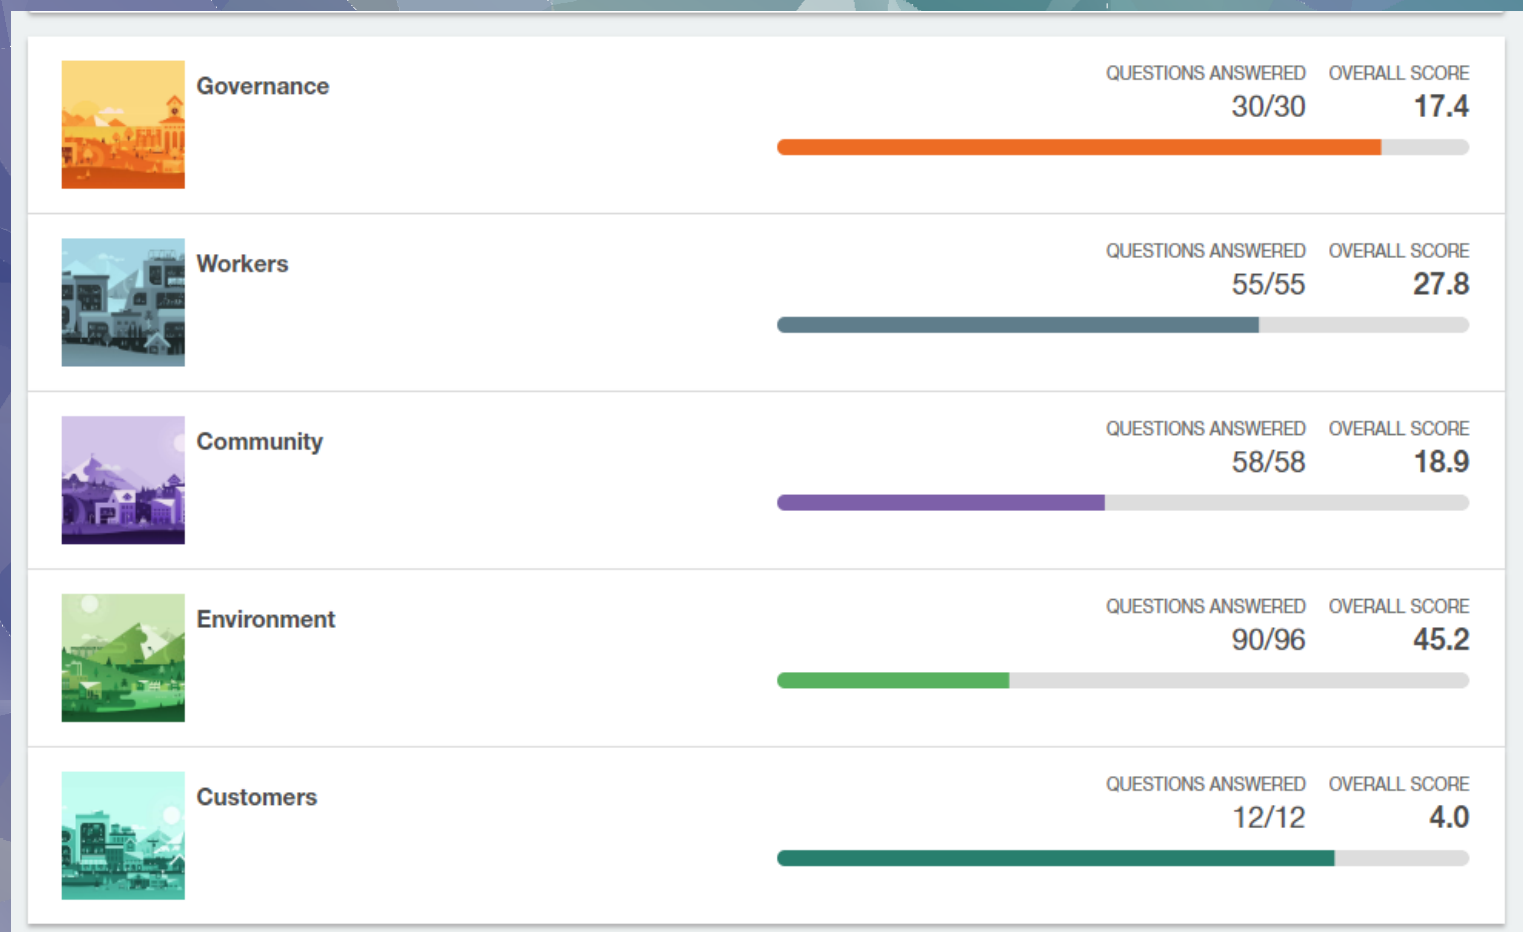 Governance
QUESTIONS ANSWERED OVERALL SCORE
30/30 17.4
Workers
QUESTIONS ANSWERED OVERALL SCORE
55/55 27.8
Community
QUESTIONS ANSWERED OVERALL SCORE
58/58 18.9
Environment
QUESTIONS ANSWERED OVERALL SCORE
90/96 45.2
Customers
QUESTIONS ANSWERED OVERALL SCORE
12/12 4.0